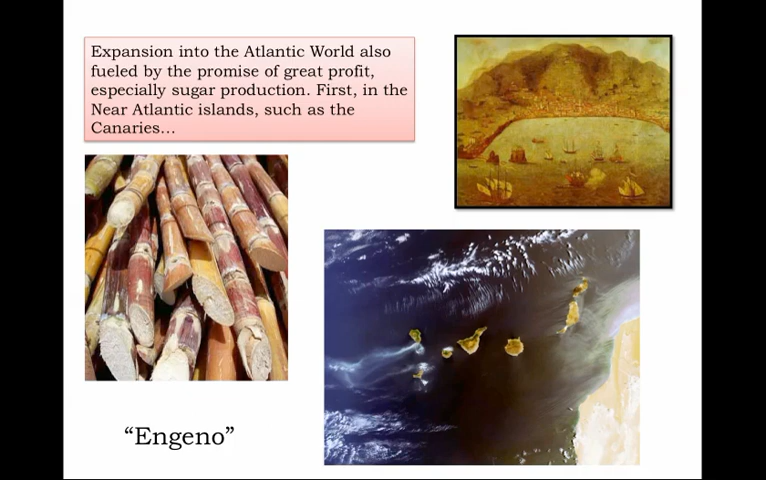 Expansion into the Atlantic World also
fueled by the promise of great profit,
especially sugar production. First, in the
Near Atlantic islands, such as the
Canaries…
“Engeno”